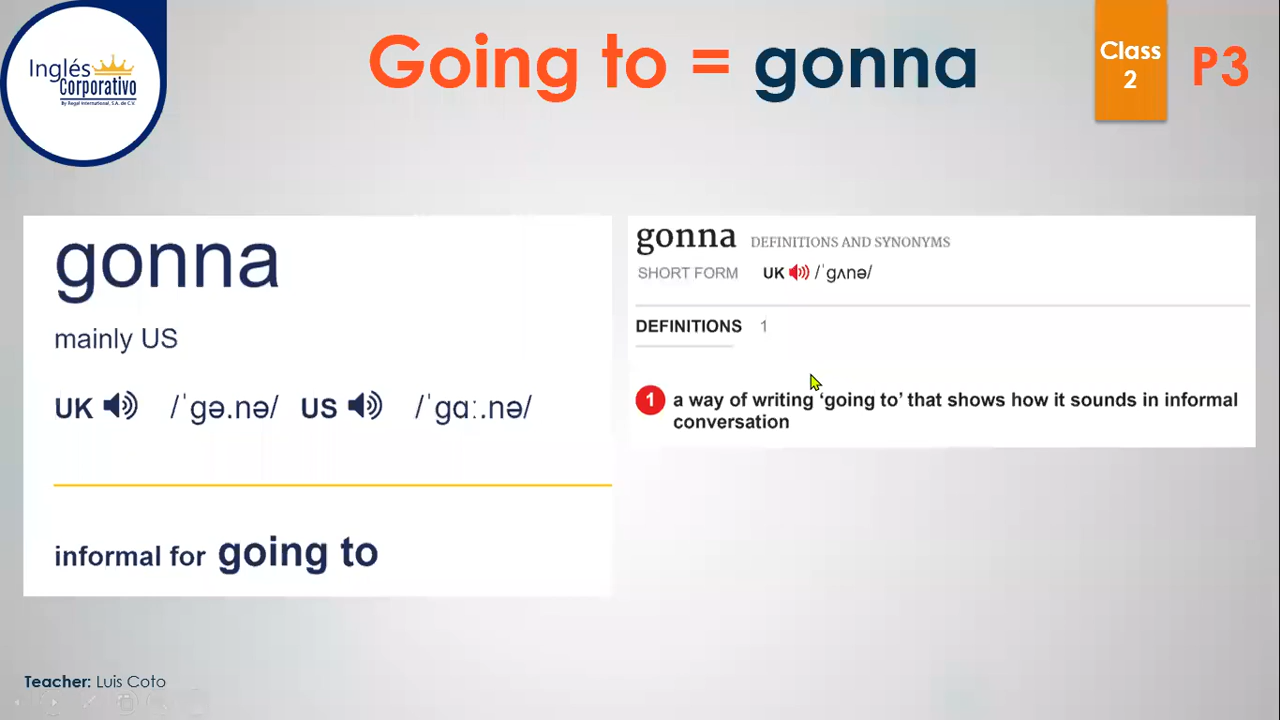 Inglés
Corporativo
By Regal International, S.A. de C.V.
Going to = gonna
Class
2
P3
gonna
mainly US
UK /ˈɡə.nə/ US /ˈɡɑː.nə/
informal for going to
gonna DEFINITIONS AND SYNONYMS
SHORT FORM UK /ˈɡʌnə/
DEFINITIONS 1
1 a way of writing ‘going to’ that shows how it sounds in informal
conversation
Teacher: Luis Coto